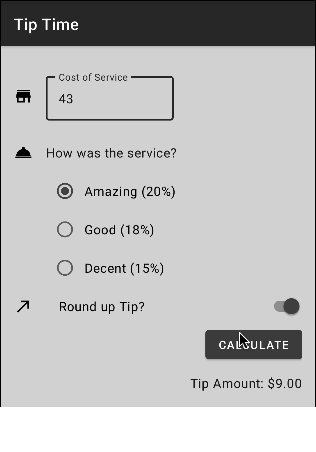 Tip Time
Cost of Service
43
How was the service?
Amazing (20%)
Good (18%)
Decent (15%)
Round up Tip?
CALCULATE
Tip Amount: $9.00